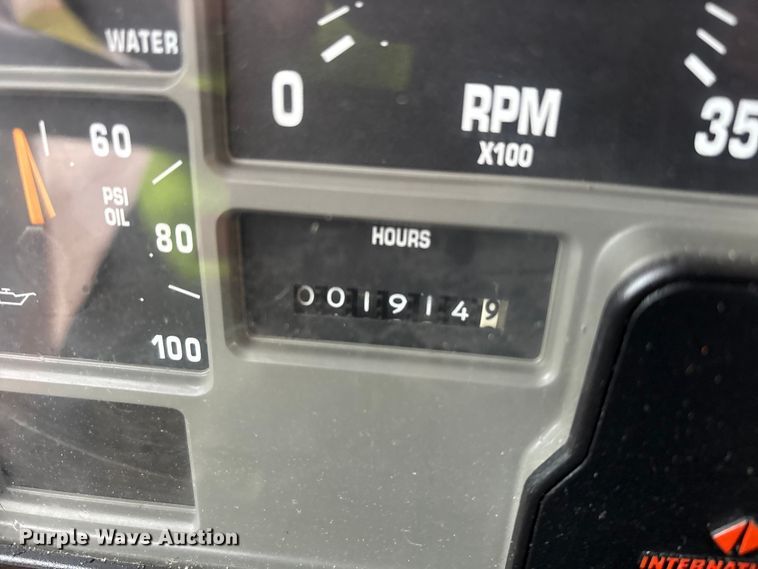 WATER
0
RPM
X100
35
60
PSI
OIL
80
100
HOURS
0019149
Purple Wave Auction